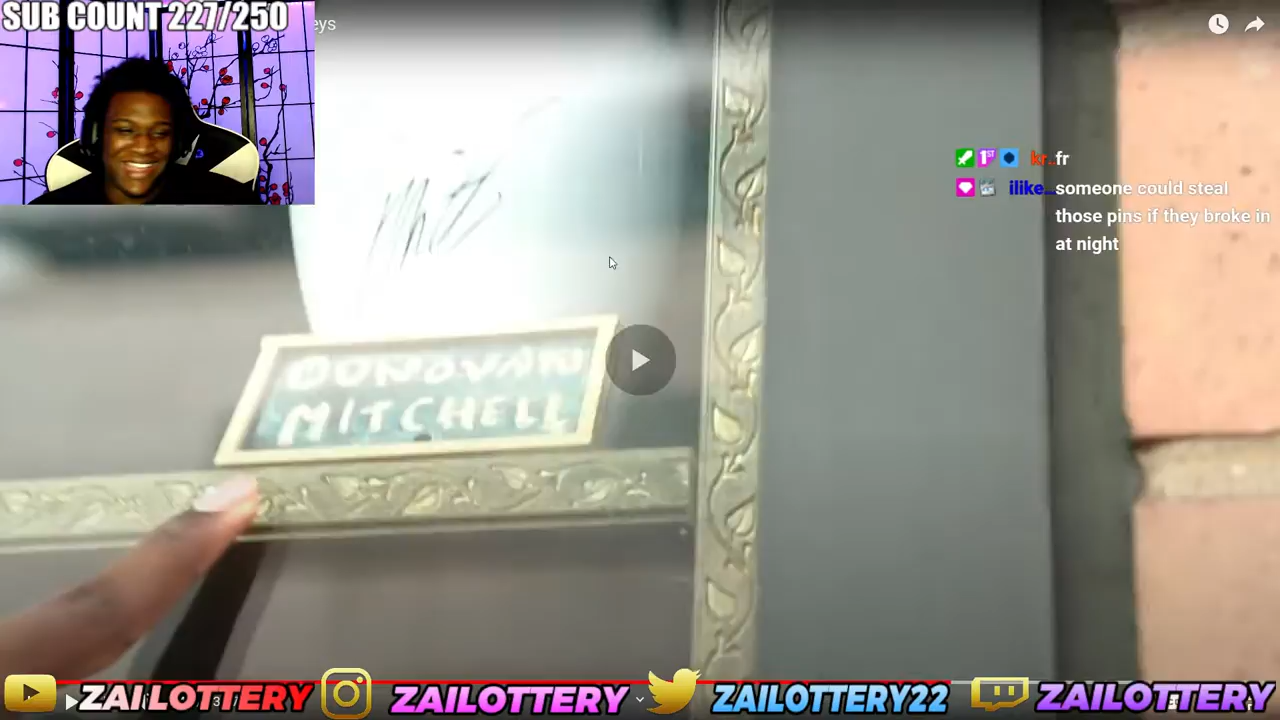 SUB COUNT 227/250
eys
kr..fr
ilike...someone could steal
those pins if they broke in
at night
DONOVAN
MITCHELL
ZAILOTTERY
ZAILOTTERY
ZAILOTTERY22
ZAILOTTERY